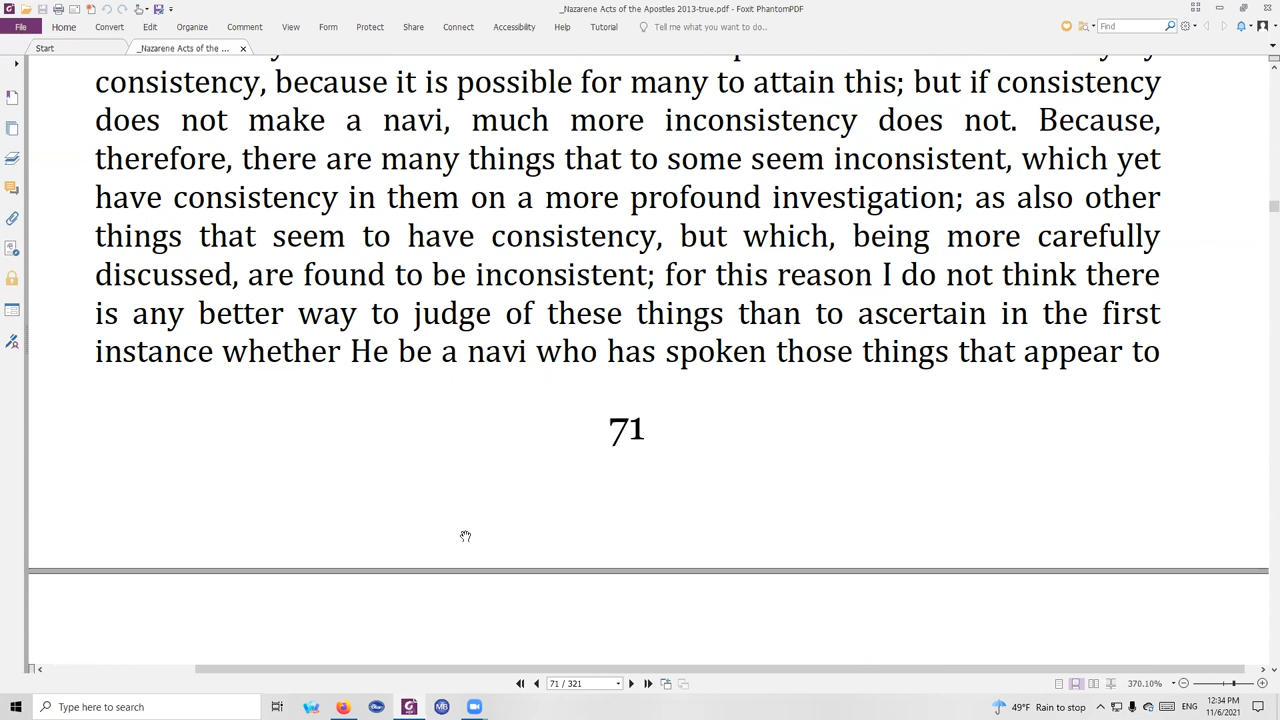 _Nazarene Acts of the Apostles 2013-true.pdf - Foxit PhantomPDF
File Home Convert Edit Organize Comment View Form Protect Share Connect Accessibility Help Tutorial Tell me what you want to do.. Find
Start _Nazarene Acts of the ...
consistency, because it is possible for many to attain this; but if consistency
does not make a navi, much more inconsistency does not. Because,
therefore, there are many things that to some seem inconsistent, which yet
have consistency in them on a more profound investigation; as also other
things that seem to have consistency, but which, being more carefully
discussed, are found to be inconsistent; for this reason I do not think there
is any better way to judge of these things than to ascertain in the first
instance whether He be a navi who has spoken those things that appear to
71
71 / 321 370.10%
Type here to search MB 49°F Rain to stop ENG 12:34 PM
11/6/2021